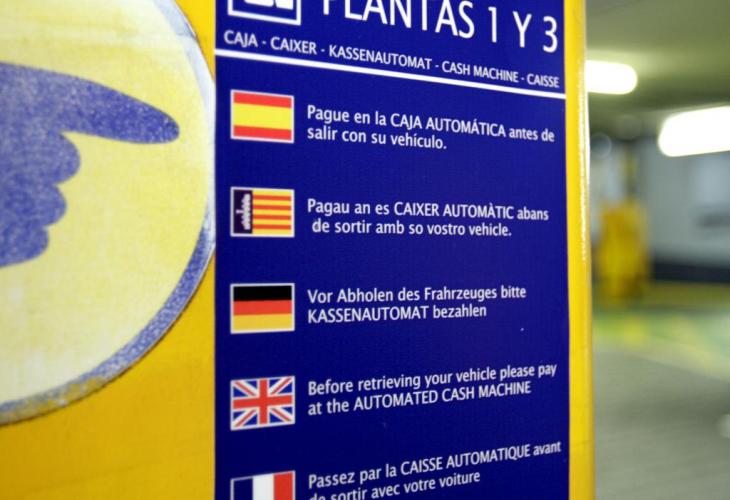 PLANTAS 1 Y 3
CAJA - CAIXER - KASSENAUTOMAT - CASH MACHINE - CAISSE
Pague en la CAJA AUTOMÁTICA antes de
salir con su vehículo.
Pagau an es CAIXER AUTOMÀTIC abans
de sortir amb so vostro vehicle.
Vor Abholen des Frahrzeuges bitte
KASSENAUTOMAT bezahlen
Before retrieving your vehicle please pay
at the AUTOMATED CASH MACHINE
Passez par la CAISSE AUTOMATIQUE avant
de sortir avec votre voiture